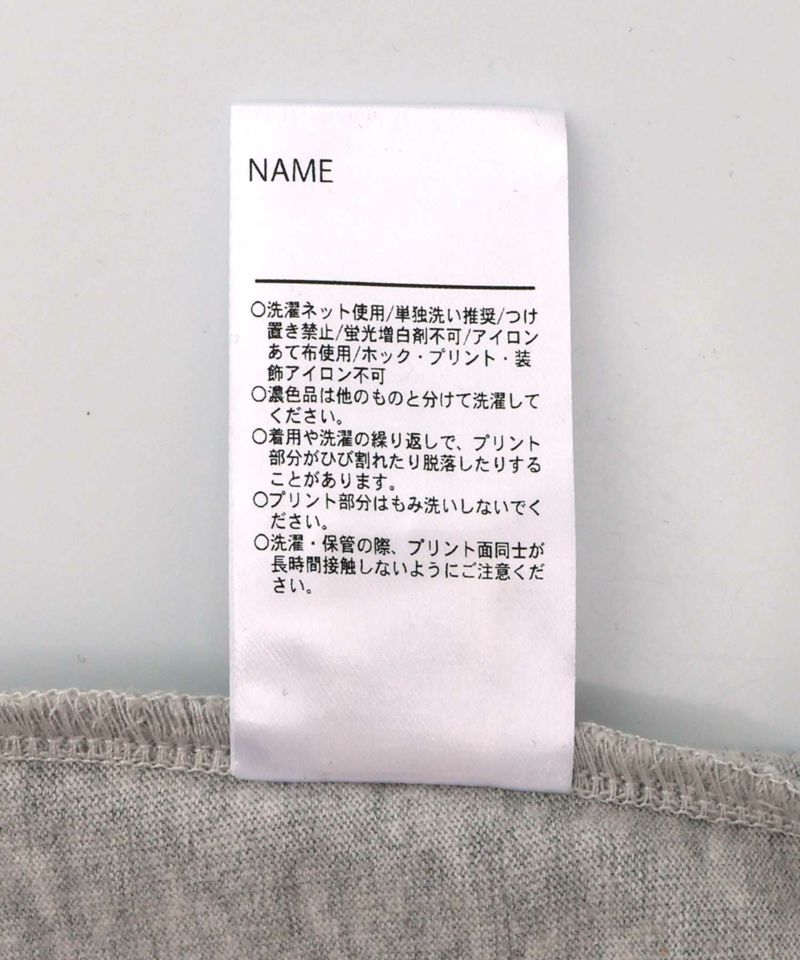 NAME
○洗濯ネット使用/単独洗い推奨/つけ
置き禁止/蛍光増白剤不可/アイロン
あて布使用/ホック・プリント・装
飾アイロン不可
○濃色品は他のものと分けて洗濯して
ください。
○着用や洗濯の繰り返しで、プリント
部分がひび割れたり脱落したりする
ことがあります。
○プリント部分はもみ洗いしないでく
ださい。
○洗濯・保管の際、プリント面同士が
長時間接触しないようにご注意くだ
さい。